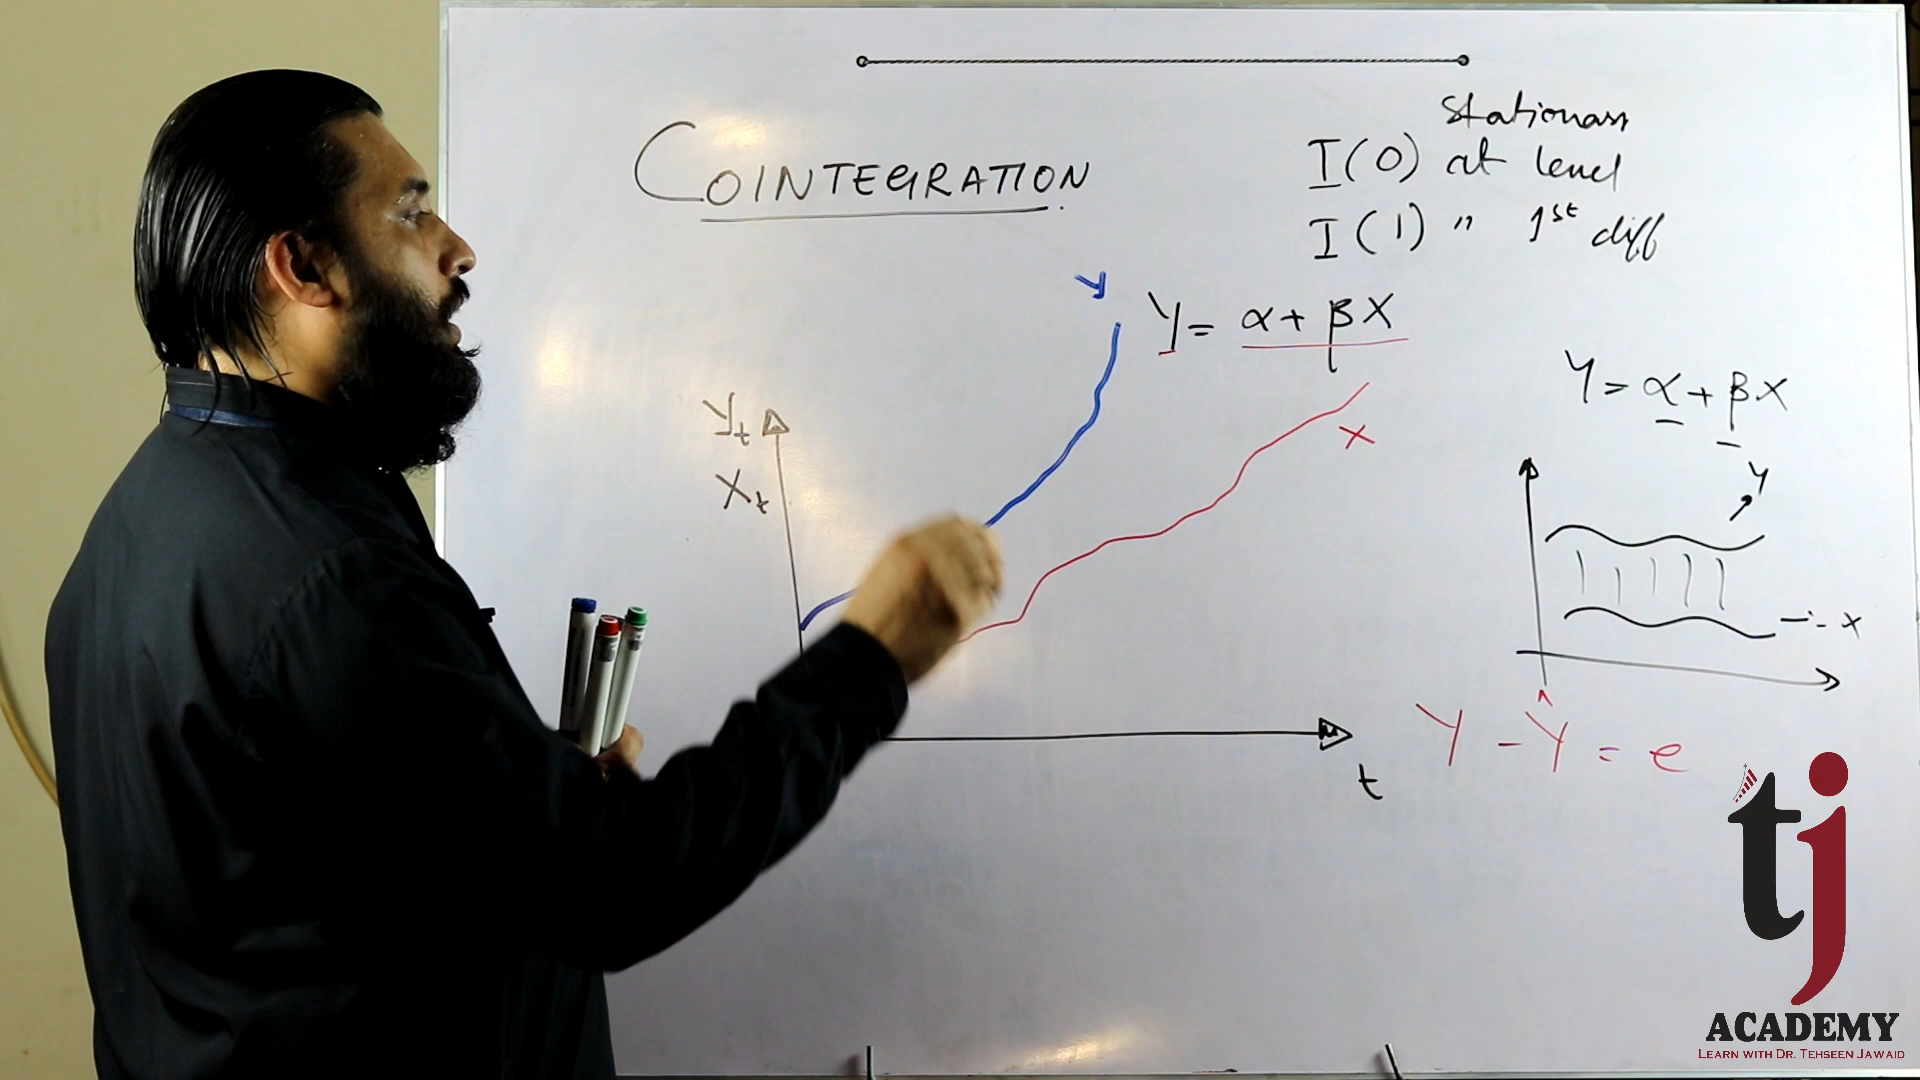 COINTEGRATION
Stationary
I(0) at level
I(1) " 1st diff
Y
Y = α + βX
Y = α + βX
Yt
Xt
X
Y
X
Y - Ŷ = e
t
tj
ACADEMY
LEARN WITH DR. TEHSEEN JAWAID